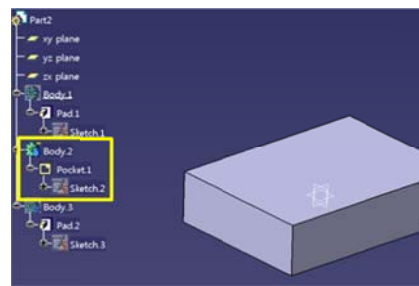 Part2
xy plane
yz plane
zx plane
Body.1
Pad.1
Sketch.1
Body.2
Pocket.1
Sketch.2
Body.3
Pad.2
Sketch.3